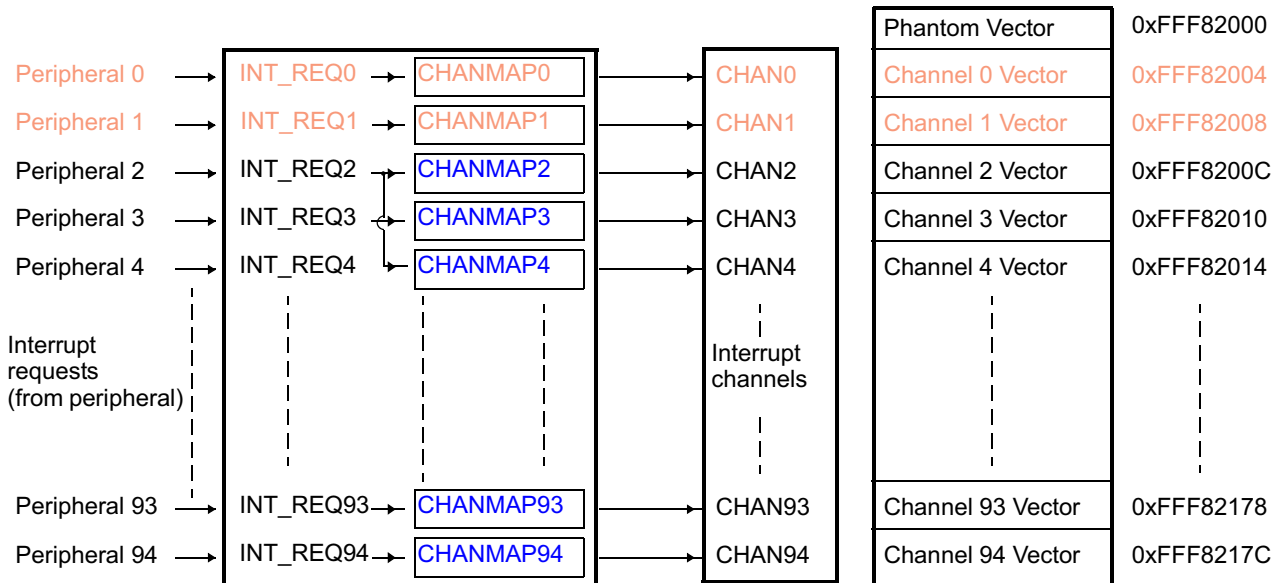 Phantom Vector 0xFFF82000
Peripheral 0 INT_REQ0 CHANMAP0 CHAN0 Channel 0 Vector 0xFFF82004
Peripheral 1 INT_REQ1 CHANMAP1 CHAN1 Channel 1 Vector 0xFFF82008
Peripheral 2 INT_REQ2 CHANMAP2 CHAN2 Channel 2 Vector 0xFFF8200C
Peripheral 3 INT_REQ3 CHANMAP3 CHAN3 Channel 3 Vector 0xFFF82010
Peripheral 4 INT_REQ4 CHANMAP4 CHAN4 Channel 4 Vector 0xFFF82014
Interrupt
requests
(from peripheral)
Interrupt
channels
Peripheral 93 INT_REQ93 CHANMAP93 CHAN93 Channel 93 Vector 0xFFF82178
Peripheral 94 INT_REQ94 CHANMAP94 CHAN94 Channel 94 Vector 0xFFF8217C